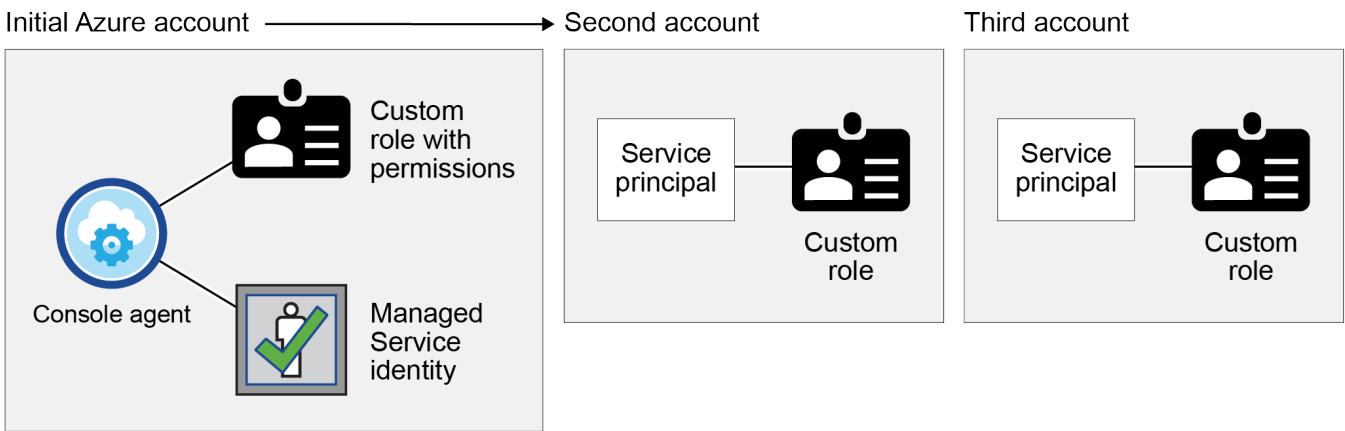 Initial Azure account
Second account
Third account
Custom
role with
permissions
Console agent
Managed
Service
identity
Service
principal
Custom
role
Service
principal
Custom
role